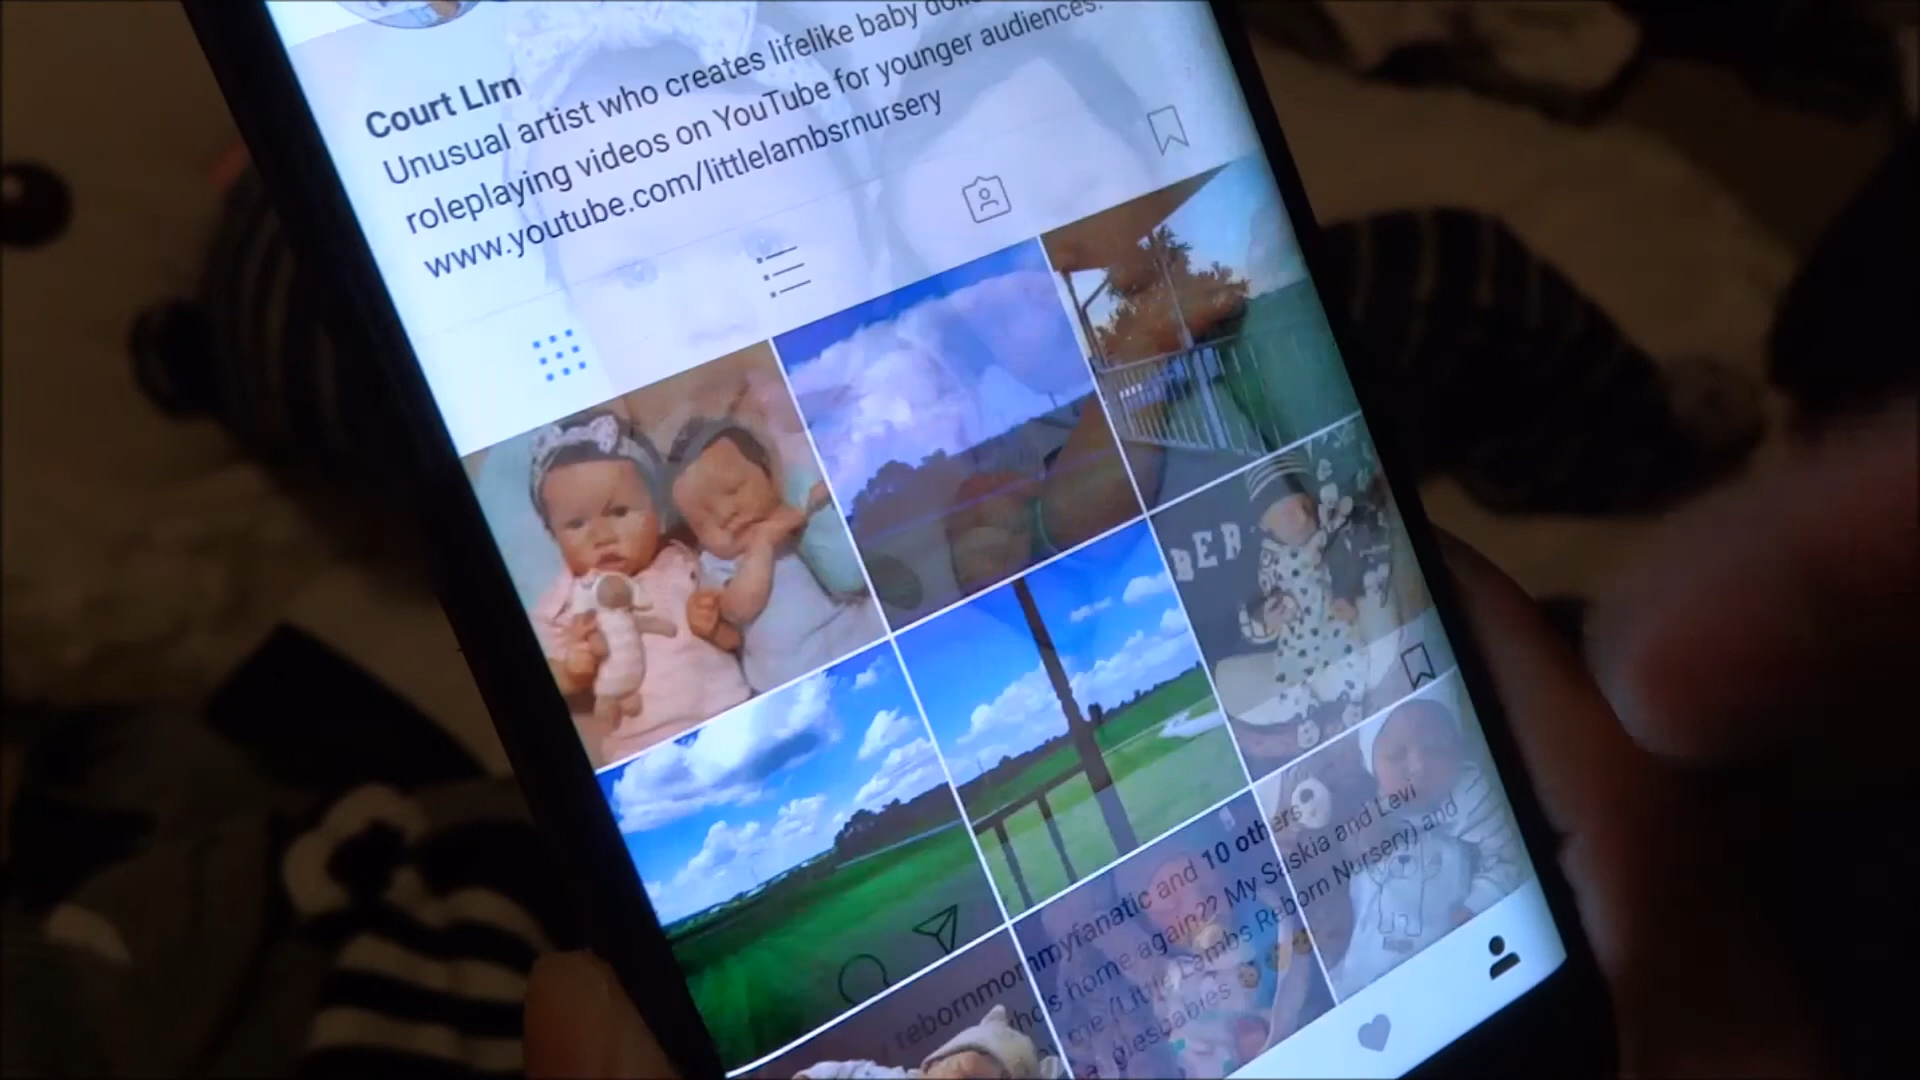 Court Llrn
Unusual artist who creates lifelike baby
roleplaying videos on YouTube for younger audiences.
www.youtube.com/littlelambsrnursery
BER
and 10 others
home again?? My Saskia and Levi
me (Little Lambs Reborn Nursery) and